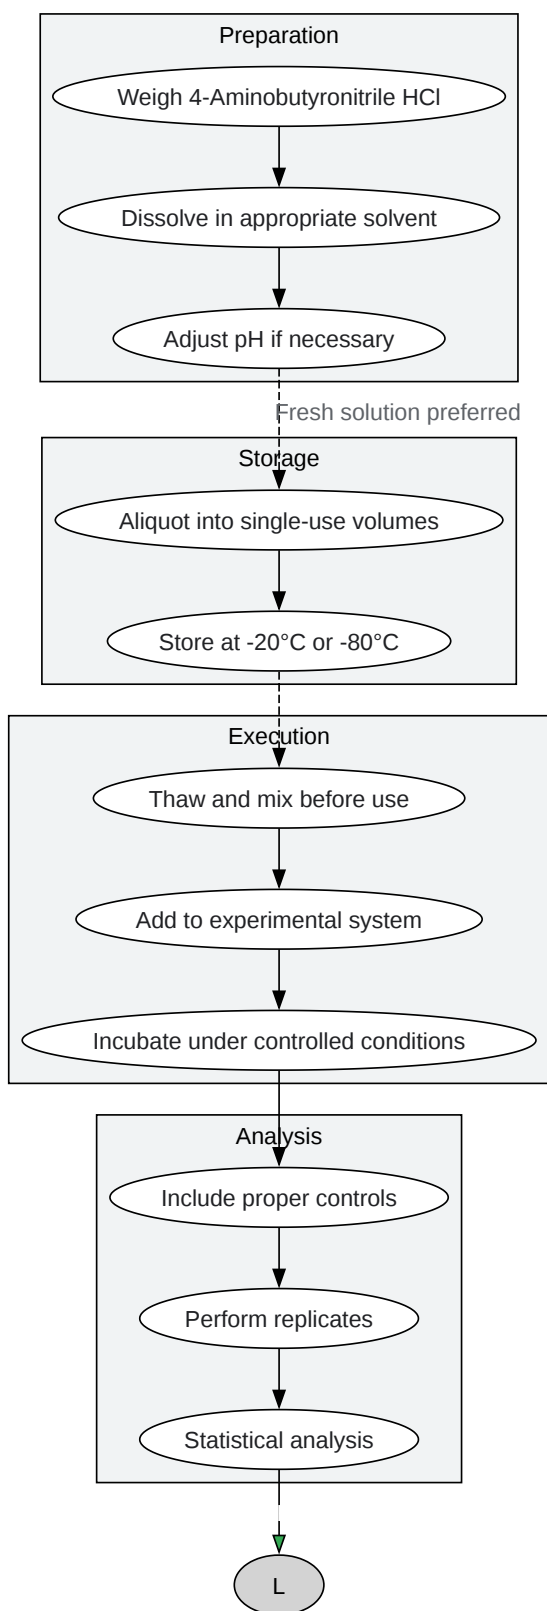 Preparation
Weigh 4-Aminobutyronitrile HCl
Dissolve in appropriate solvent
Adjust pH if necessary
Fresh solution preferred
Storage
Aliquot into single-use volumes
Store at -20°C or -80°C
Execution
Thaw and mix before use
Add to experimental system
Incubate under controlled conditions
Analysis
Include proper controls
Perform replicates
Statistical analysis
L